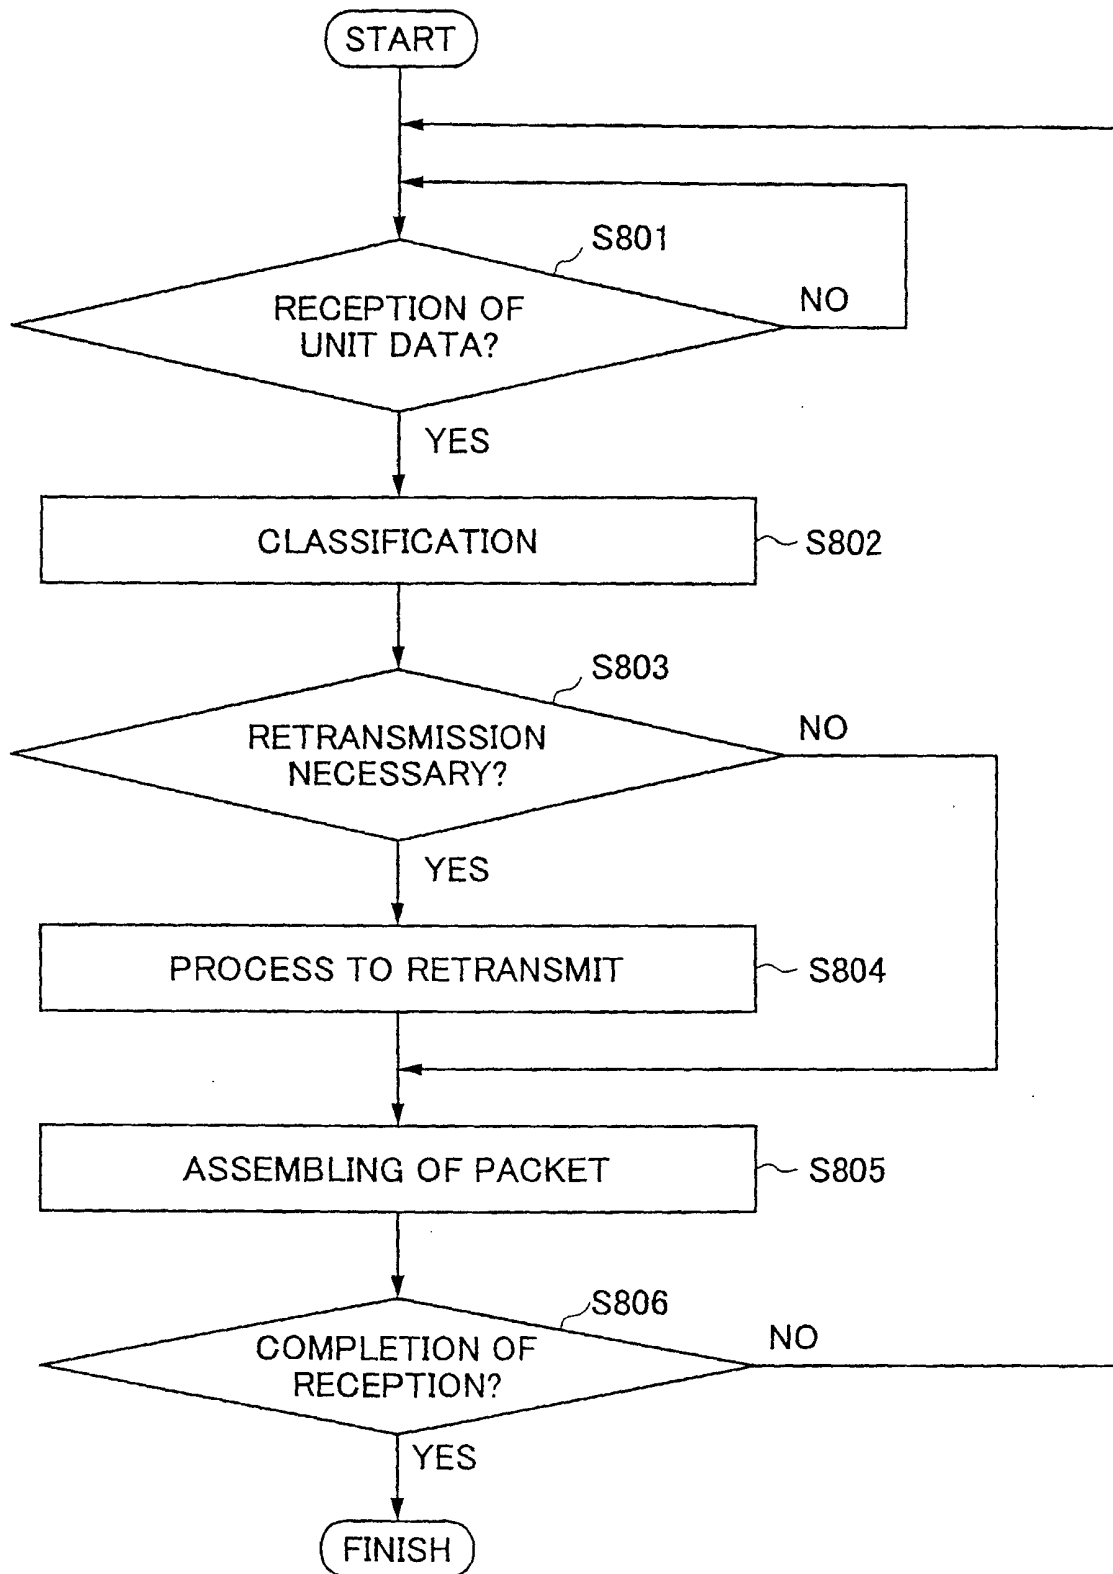 START
S801
RECEPTION OF
UNIT DATA?
NO
YES
CLASSIFICATION
S802
S803
RETRANSMISSION
NECESSARY?
NO
YES
PROCESS TO RETRANSMIT
S804
ASSEMBLING OF PACKET
S805
S806
COMPLETION OF
RECEPTION?
NO
YES
FINISH